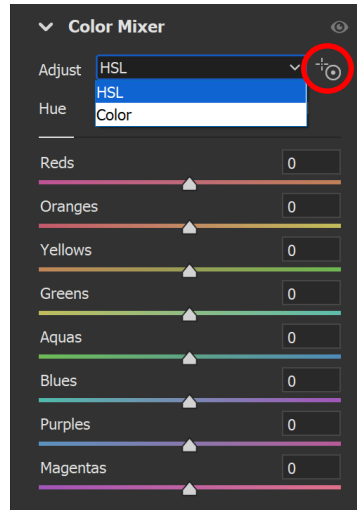 Color Mixer
Adjust HSL
HSL
Hue Color
Reds 0
Oranges 0
Yellows 0
Greens 0
Aquas 0
Blues 0
Purples 0
Magentas 0